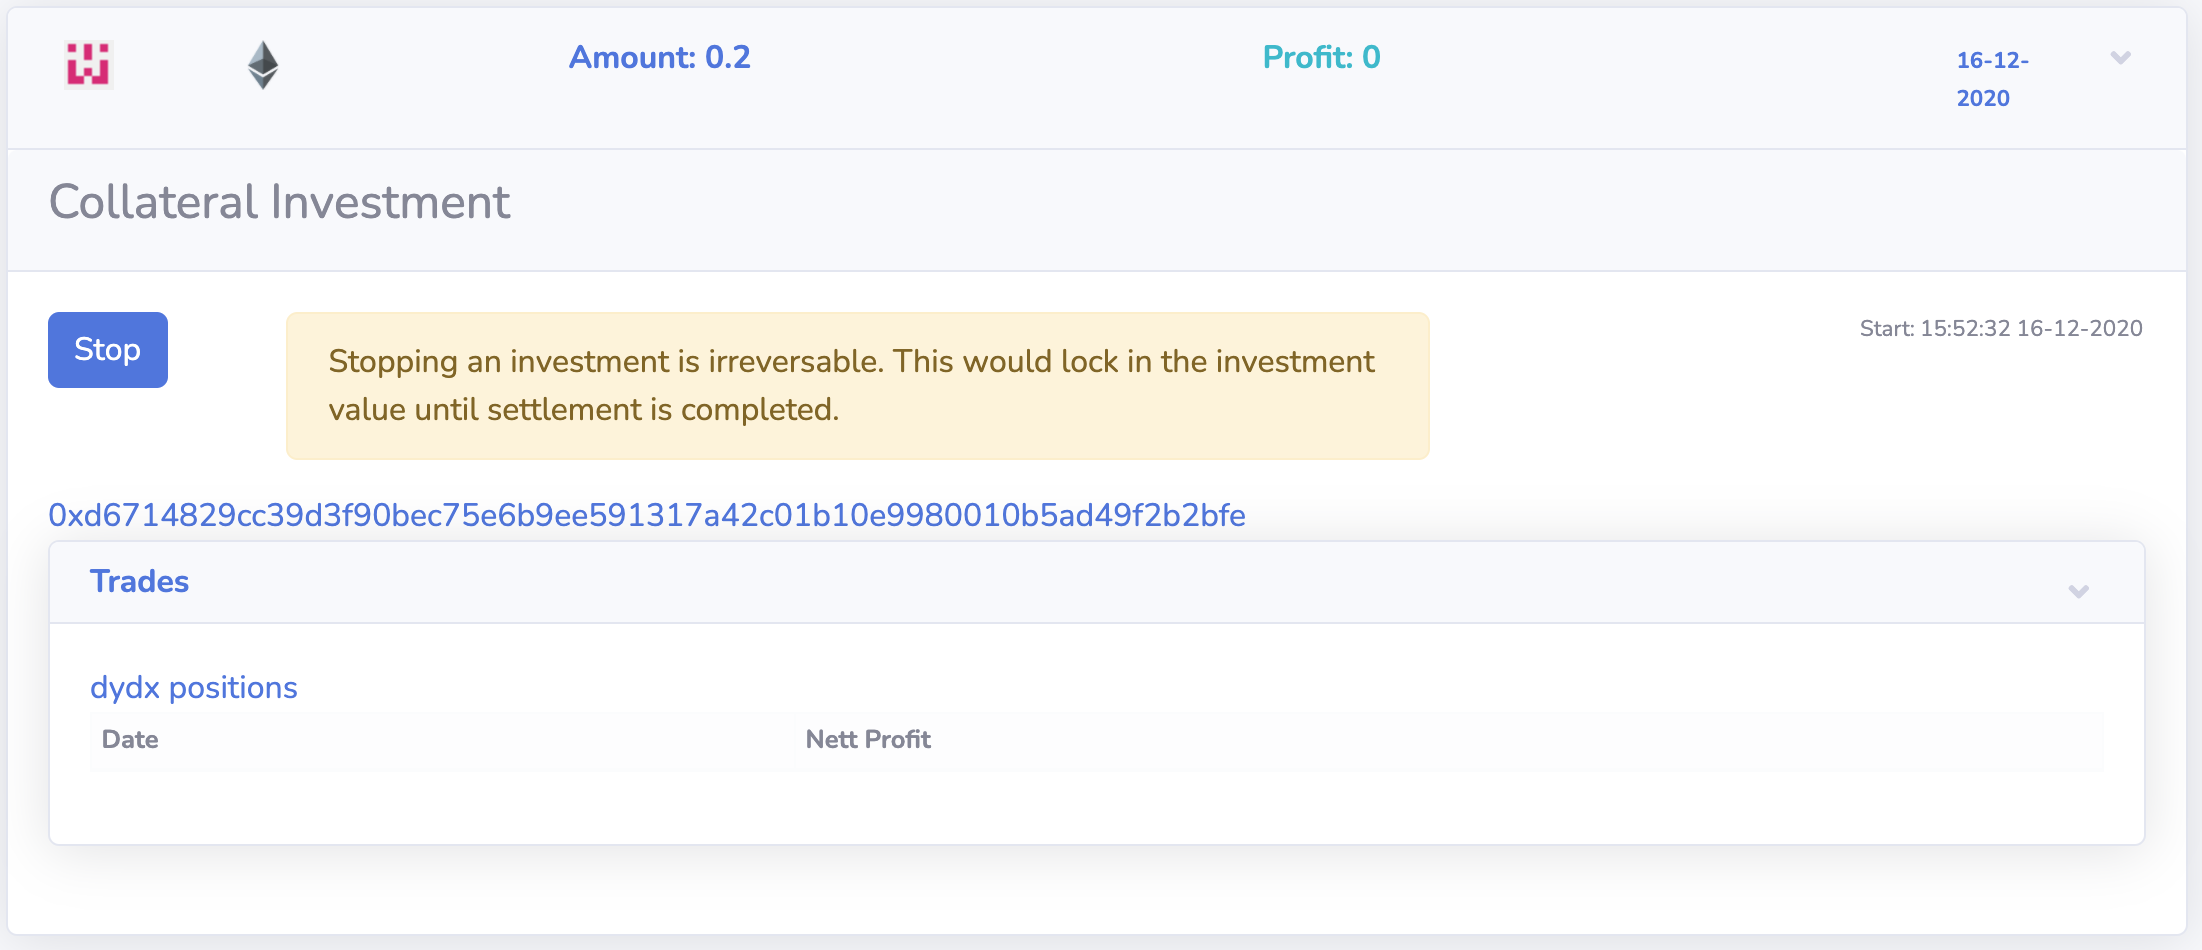 Amount: 0.2
Profit: 0
16-12-
2020
Collateral Investment
Stop
Stopping an investment is irreversable. This would lock in the investment
value until settlement is completed.
Start: 15:52:32 16-12-2020
0xd6714829cc39d3f90bec75e6b9ee591317a42c01b10e9980010b5ad49f2b2bfe
Trades
dydx positions
Date
Nett Profit